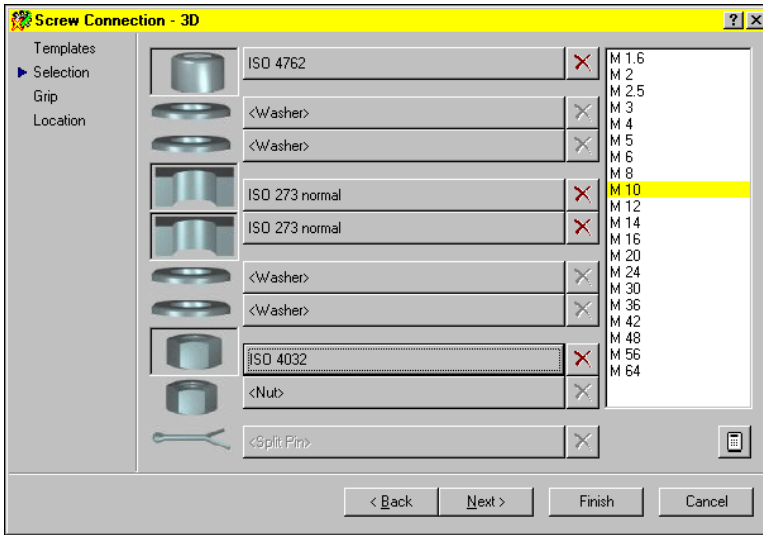 Screw Connection - 3D
Templates
Selection
Grip
Location
ISO 4762
<Washer>
<Washer>
ISO 273 normal
ISO 273 normal
<Washer>
<Washer>
ISO 4032
<Nut>
<Split Pin>
M 1.6
M 2
M 2.5
M 3
M 4
M 5
M 6
M 8
M 10
M 12
M 14
M 16
M 20
M 24
M 30
M 36
M 42
M 48
M 56
M 64
< Back
Next >
Finish
Cancel